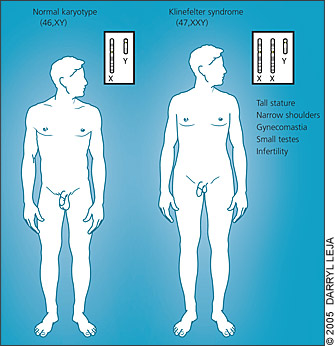 Normal karyotype
(46,XY)
X
Y
Klinefelter syndrome
(47,XXY)
X
X
Y
Tall stature
Narrow shoulders
Gynecomastia
Small testes
Infertility
© 2005 DARRYL LEJA